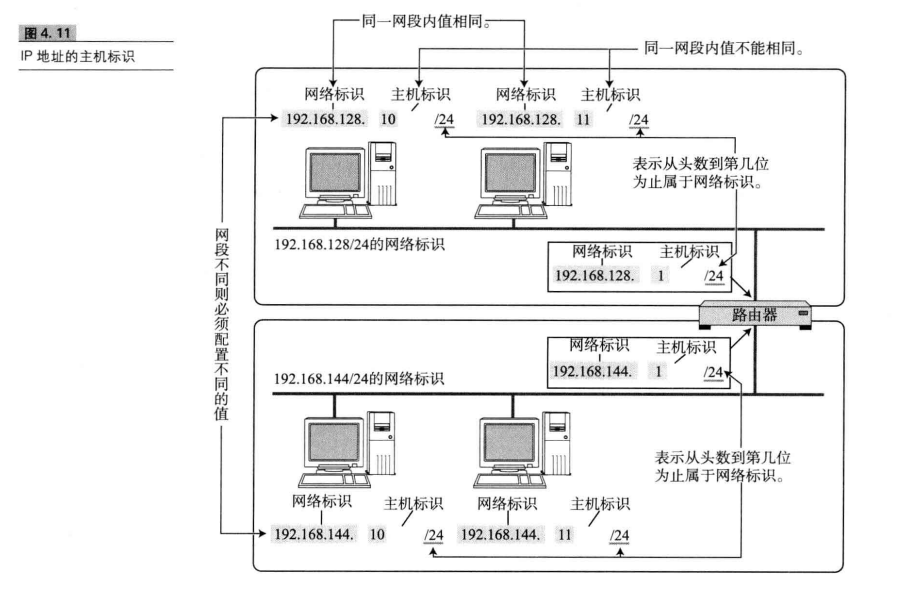 图 4. 11
IP 地址的主机标识
同一网段内值相同。
同一网段内值不能相同。
网络标识 主机标识 网络标识 主机标识
192.168.128. 10 /24 192.168.128. 11 /24
表示从头数到第几位
为止属于网络标识。
192.168.128/24的网络标识
网络标识 主机标识
192.168.128. 1 /24
路由器
网段不同则必须配置不同的值
网络标识 主机标识
192.168.144. 1 /24
192.168.144/24的网络标识
表示从头数到第几位
为止属于网络标识。
网络标识 主机标识 网络标识 主机标识
192.168.144. 10 /24 192.168.144. 11 /24